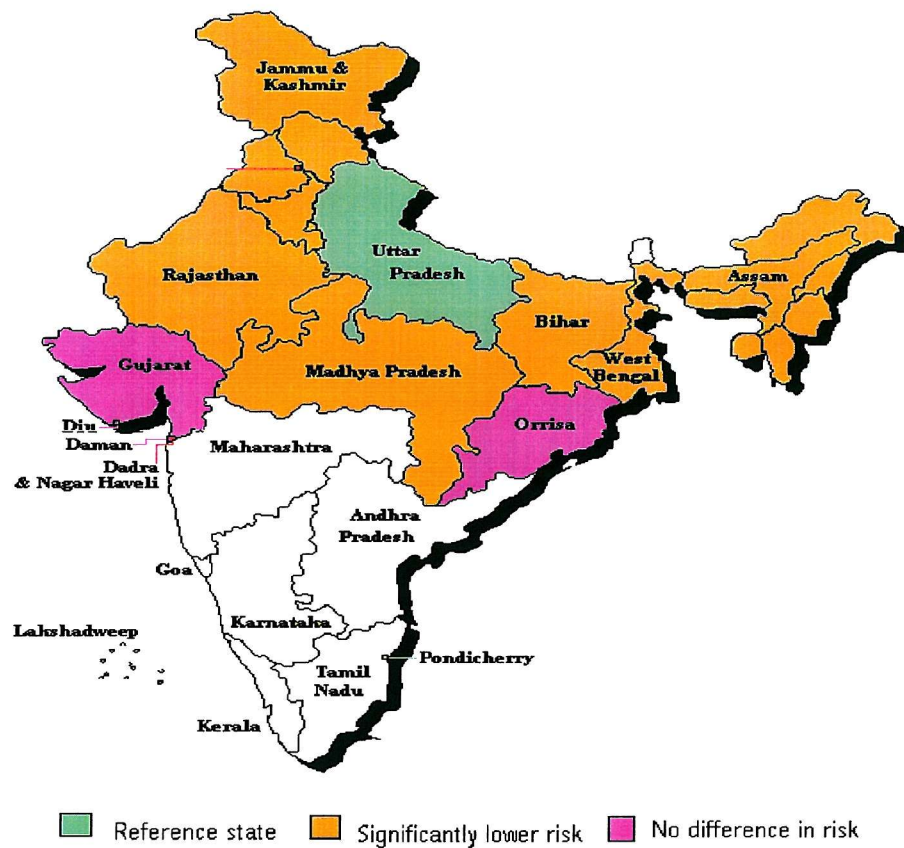 Jammu &
Kashmir
Uttar
Pradesh
Rajasthan
Assam
Bihar
Gujarat
Madhya Pradesh
West
Bengal
Diu
Orrisa
Daman
Maharashtra
Dadra
& Nagar Haveli
Andhra
Pradesh
Goa
Karnataka
Lakshadweep
Pondicherry
Tamil
Nadu
Kerala
Reference state
Significantly lower risk
No difference in risk